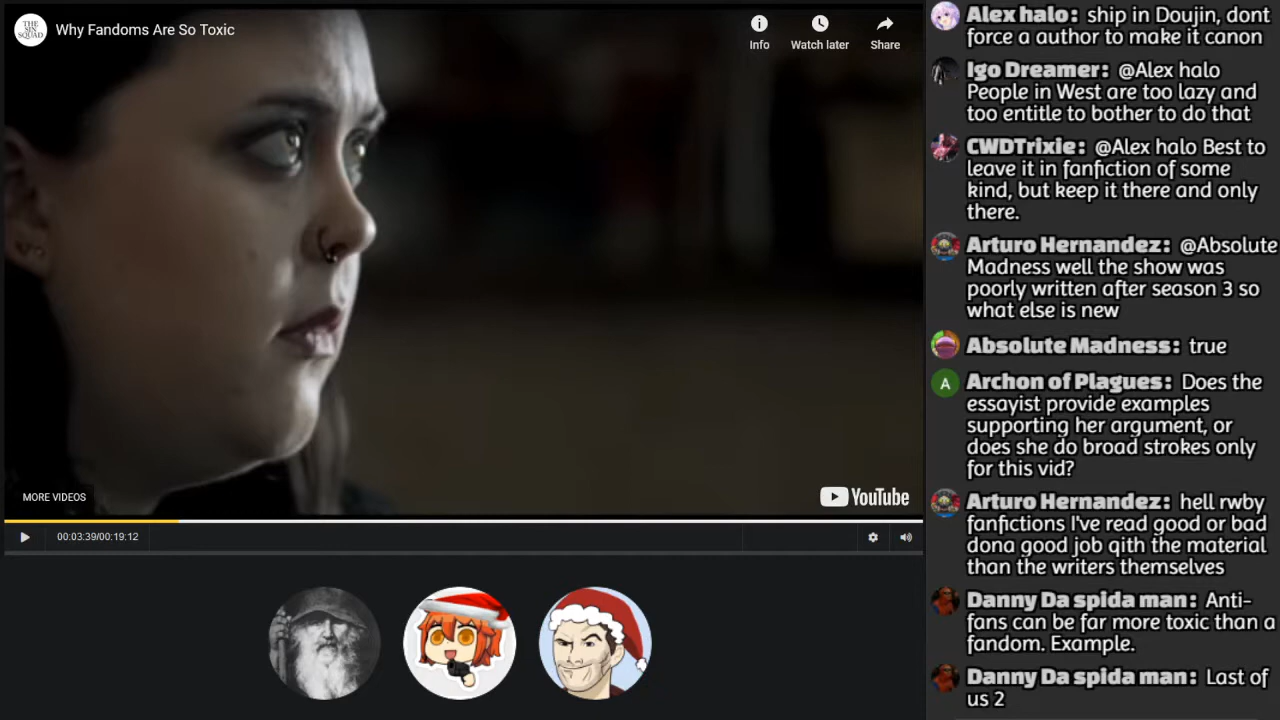 THE
SIN
SQUAD
Why Fandoms Are So Toxic
Info
Watch later
Share
MORE VIDEOS
YouTube
00:03:39/00:19:12
Alex halo: ship in Doujin, dont
force a author to make it canon
Igo Dreamer: @Alex halo
People in West are too lazy and
too entitle to bother to do that
CWDTrixie: @Alex halo Best to
leave it in fanfiction of some
kind, but keep it there and only
there.
Arturo Hernandez: @Absolute
Madness well the show was
poorly written after season 3 so
what else is new
Absolute Madness: true
A
Archon of Plagues: Does the
essayist provide examples
supporting her argument, or
does she do broad strokes only
for this vid?
Arturo Hernandez: hell rwby
fanfictions I've read good or bad
dona good job qith the material
than the writers themselves
Danny Da spida man: Anti-
fans can be far more toxic than a
fandom. Example.
Danny Da spida man: Last of
us 2